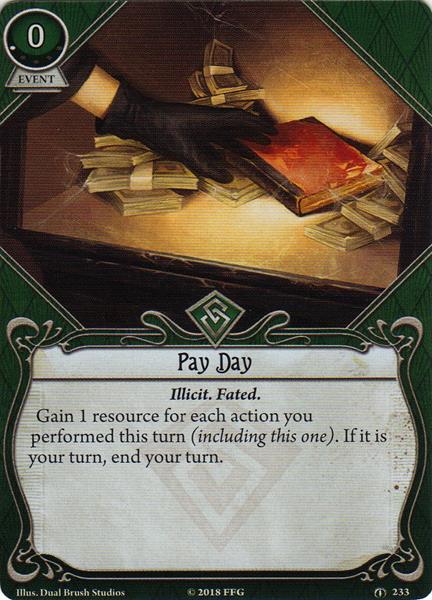 0
EVENT
Pay Day
Illicit. Fated.
Gain 1 resource for each action you
performed this turn (including this one). If it is
your turn, end your turn.
Illus. Dual Brush Studios
© 2018 FFG
233